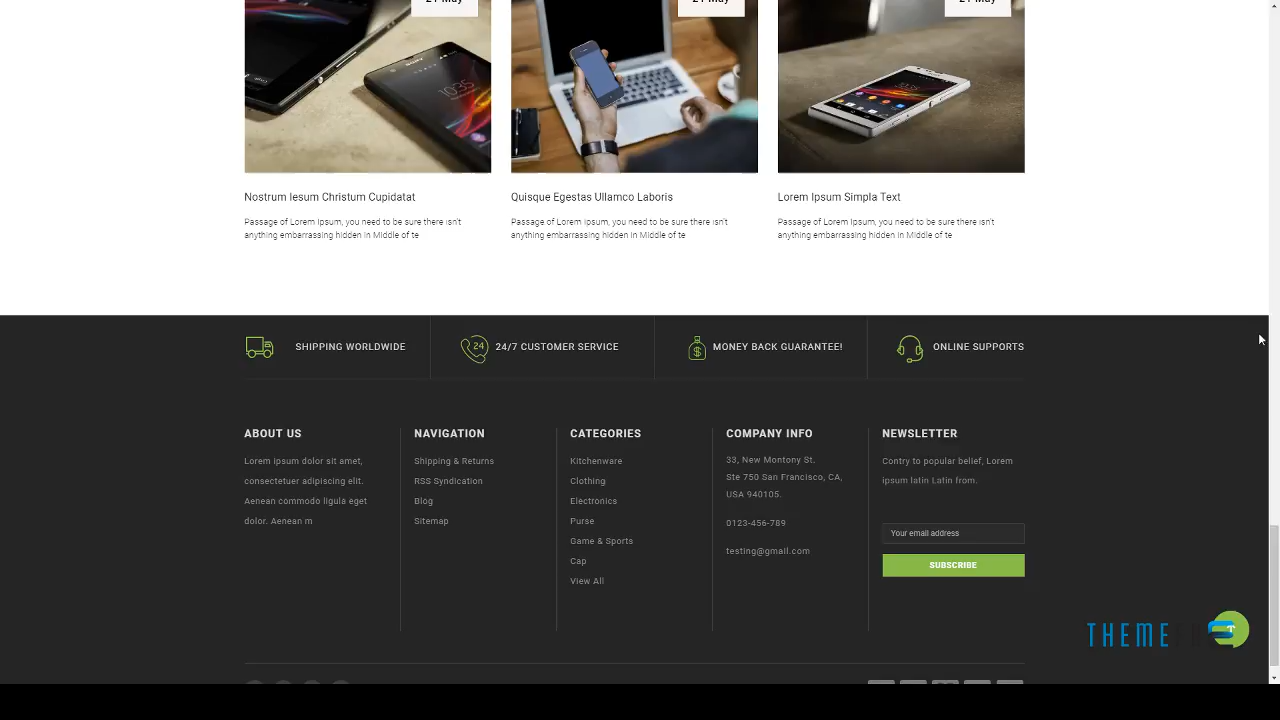 Nostrum Iesum Christum Cupidatat
Passage of Lorem Ipsum, you need to be sure there isn't
anything embarrassing hidden in Middle of te
Quisque Egestas Ullamco Laboris
Passage of Lorem Ipsum, you need to be sure there isn't
anything embarrassing hidden in Middle of te
Lorem Ipsum Simpla Text
Passage of Lorem Ipsum, you need to be sure there isn't
anything embarrassing hidden in Middle of te
SHIPPING WORLDWIDE
24
24/7 CUSTOMER SERVICE
$
MONEY BACK GUARANTEE!
ONLINE SUPPORTS
ABOUT US
Lorem ipsum dolor sit amet,
consectetuer adipiscing elit.
Aenean commodo ligula eget
dolor. Aenean m
NAVIGATION
Shipping & Returns
RSS Syndication
Blog
Sitemap
CATEGORIES
Kitchenware
Clothing
Electronics
Purse
Game & Sports
Cap
View All
COMPANY INFO
33, New Montony St.
Ste 750 San Francisco, CA,
USA 940105.
0123-456-789
testing@gmail.com
NEWSLETTER
Contry to popular belief, Lorem
ipsum latin Latin from.
Your email address
SUBSCRIBE
THEME